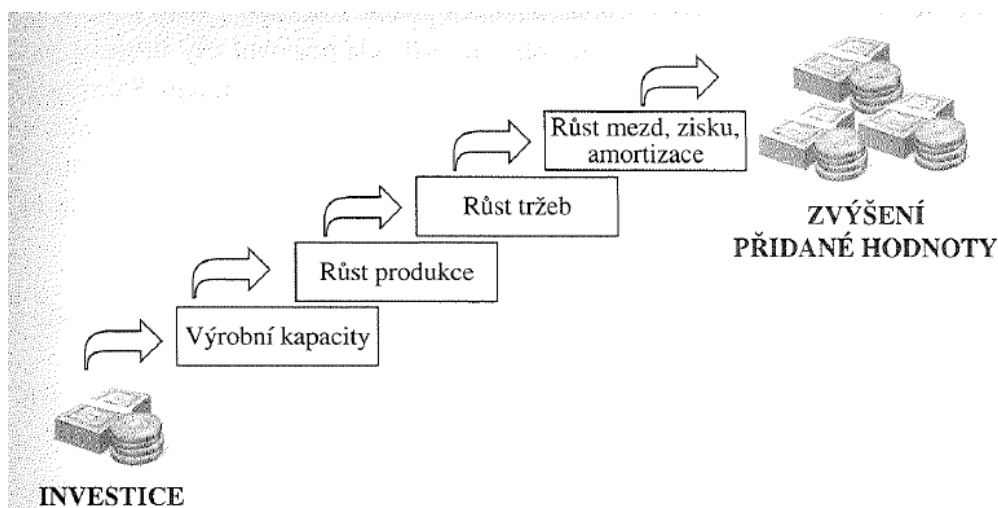 Růst mezd, zisku,
amortizace
Růst tržeb
ZVÝŠENÍ
PŘIDANÉ HODNOTY
Růst produkce
Výrobní kapacity
INVESTICE